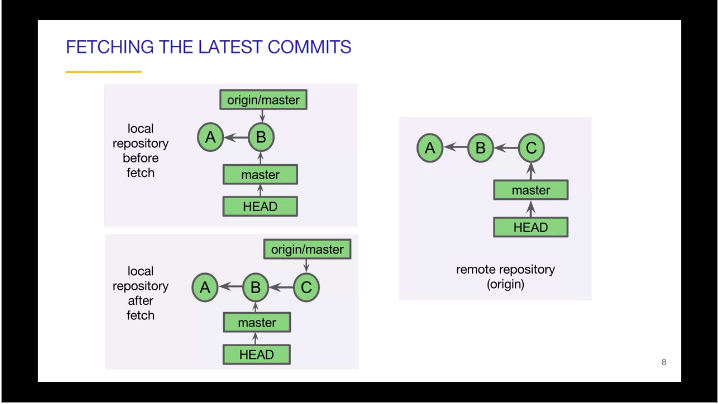 FETCHING THE LATEST COMMITS
local
repository
before
fetch
origin/master
A B
master
HEAD
local
repository
after
fetch
origin/master
A B C
master
HEAD
A B C
master
HEAD
remote repository
(origin)
8